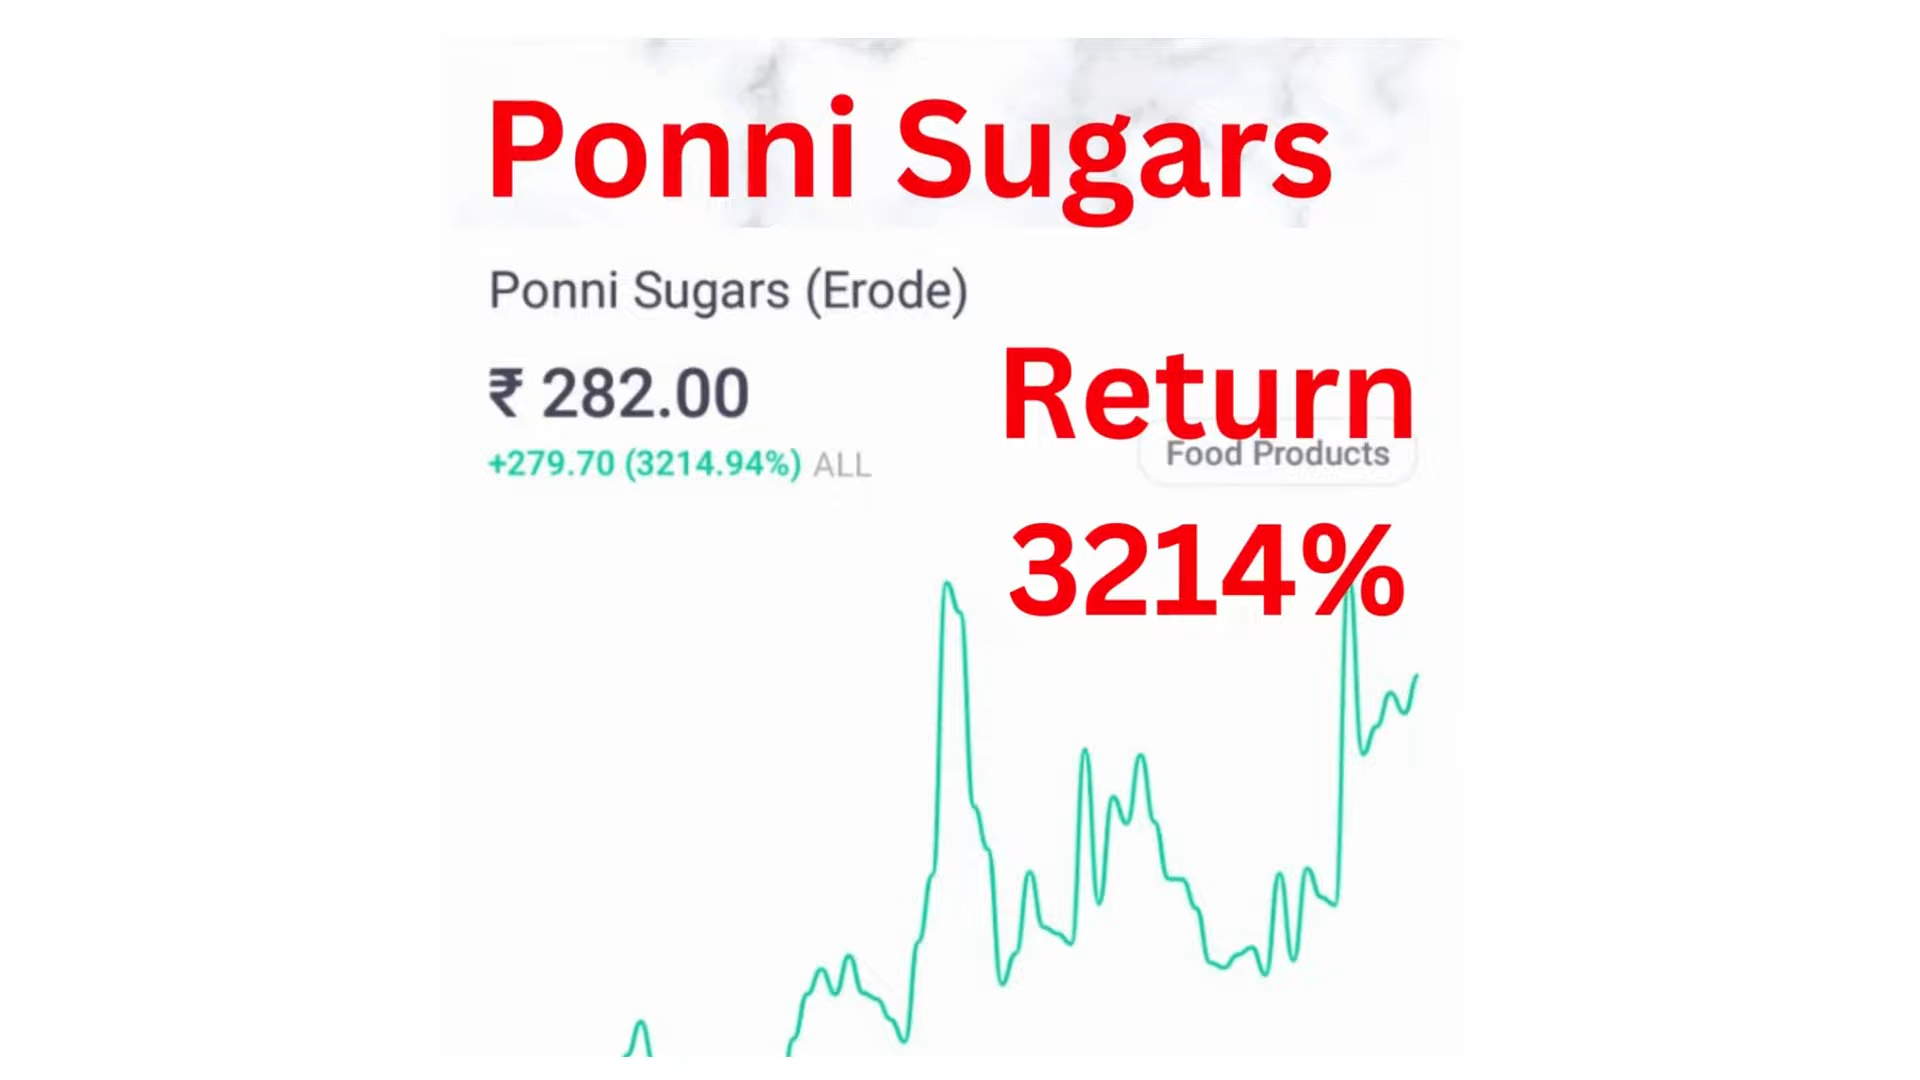 Ponni Sugars
Ponni Sugars (Erode)
₹ 282.00
Return
+279.70 (3214.94%) ALL
Food Products
3214%